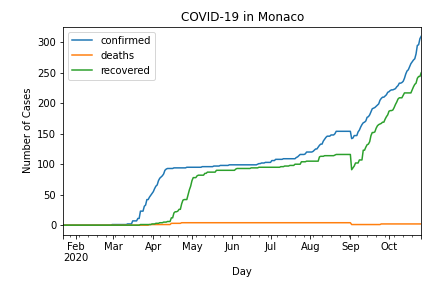 COVID-19 in Monaco
confirmed
deaths
recovered
Number of Cases
300
250
200
150
100
50
0
Feb Mar Apr May Jun Jul Aug Sep Oct
2020
Day